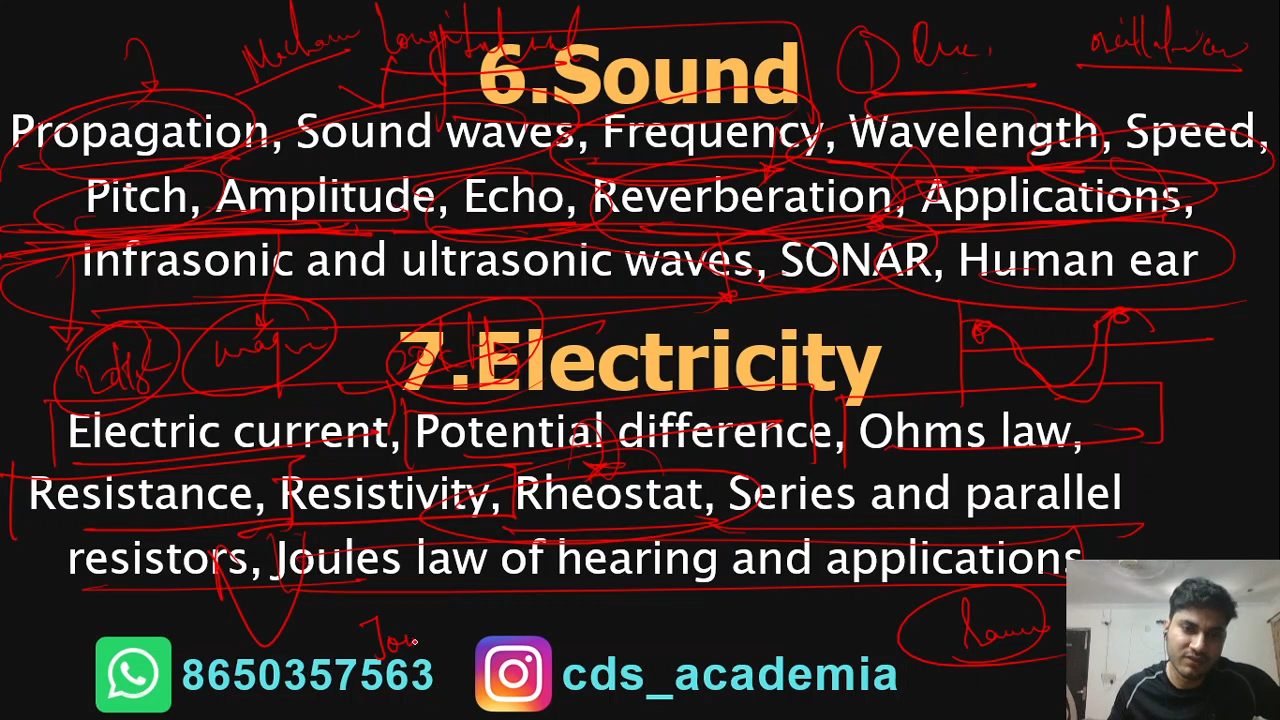 6.Sound
Propagation, Sound waves, Frequency, Wavelength, Speed,
Pitch, Amplitude, Echo, Reverberation, Applications,
Infrasonic and ultrasonic waves, SONAR, Human ear
7.Electricity
Electric current, Potential difference, Ohms law,
Resistance, Resistivity, Rheostat, Series and parallel
resistors, Joules law of hearing and applications
8650357563 cds_academia